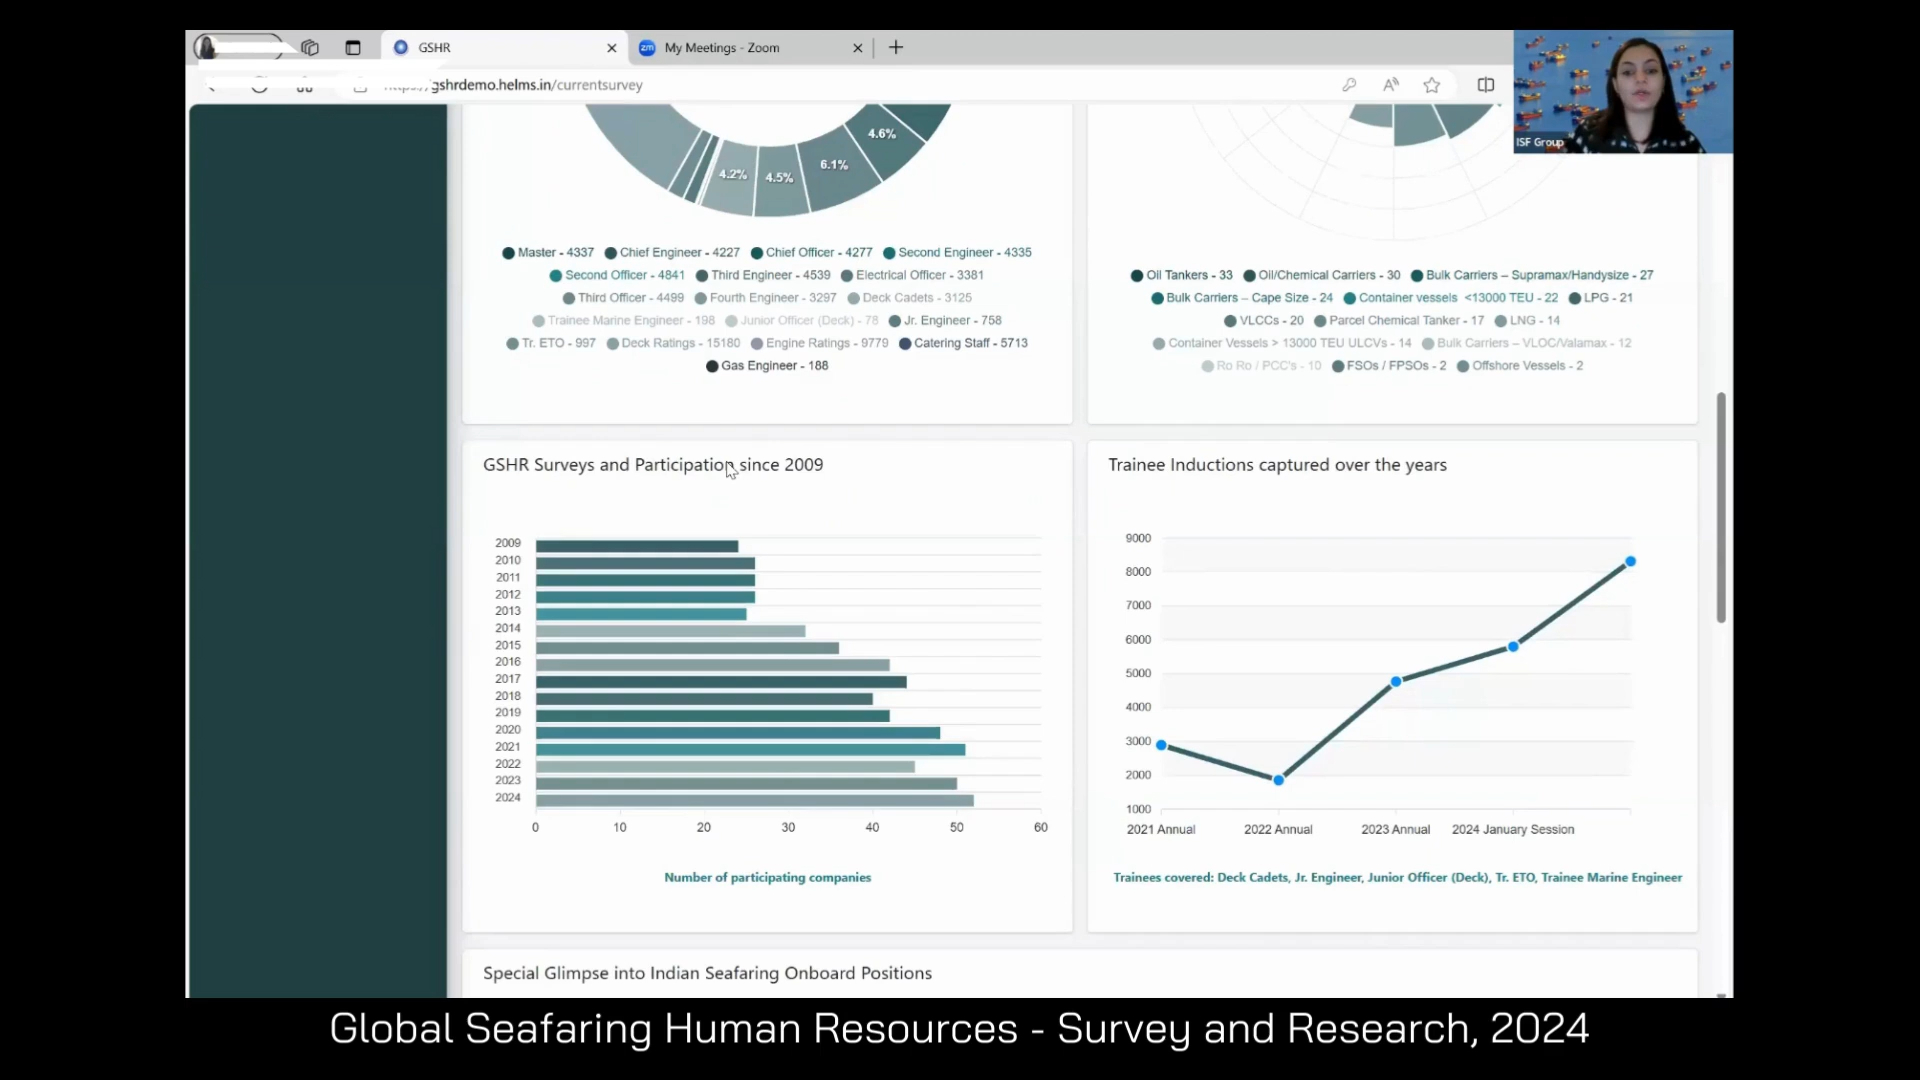 GSHR
zm My Meetings - Zoom
https://gshrdemo.helms.in/currentsurvey
ISF Group
4.2% 4.5% 6.1% 4.6%
Master - 4337 Chief Engineer - 4227 Chief Officer - 4277 Second Engineer - 4335
Second Officer - 4841 Third Engineer - 4539 Electrical Officer - 3381
Third Officer - 4499 Fourth Engineer - 3297 Deck Cadets - 3125
Trainee Marine Engineer - 198 Junior Officer (Deck) - 78 Jr. Engineer - 758
Tr. ETO - 997 Deck Ratings - 15180 Engine Ratings - 9779 Catering Staff - 5713
Gas Engineer - 188
Oil Tankers - 33 Oil/Chemical Carriers - 30 Bulk Carriers – Supramax/Handysize - 27
Bulk Carriers – Cape Size - 24 Container vessels <13000 TEU - 22 LPG - 21
VLCCs - 20 Parcel Chemical Tanker - 17 LNG - 14
Container Vessels > 13000 TEU ULCVs - 14 Bulk Carriers – VLOC/Valamax - 12
Ro Ro / PCC's - 10 FSOs / FPSOs - 2 Offshore Vessels - 2
GSHR Surveys and Participation since 2009
2009
2010
2011
2012
2013
2014
2015
2016
2017
2018
2019
2020
2021
2022
2023
2024
0 10 20 30 40 50 60
Number of participating companies
Trainee Inductions captured over the years
9000
8000
7000
6000
5000
4000
3000
2000
1000
2021 Annual 2022 Annual 2023 Annual 2024 January Session
Trainees covered: Deck Cadets, Jr. Engineer, Junior Officer (Deck), Tr. ETO, Trainee Marine Engineer
Special Glimpse into Indian Seafaring Onboard Positions
Global Seafaring Human Resources - Survey and Research, 2024